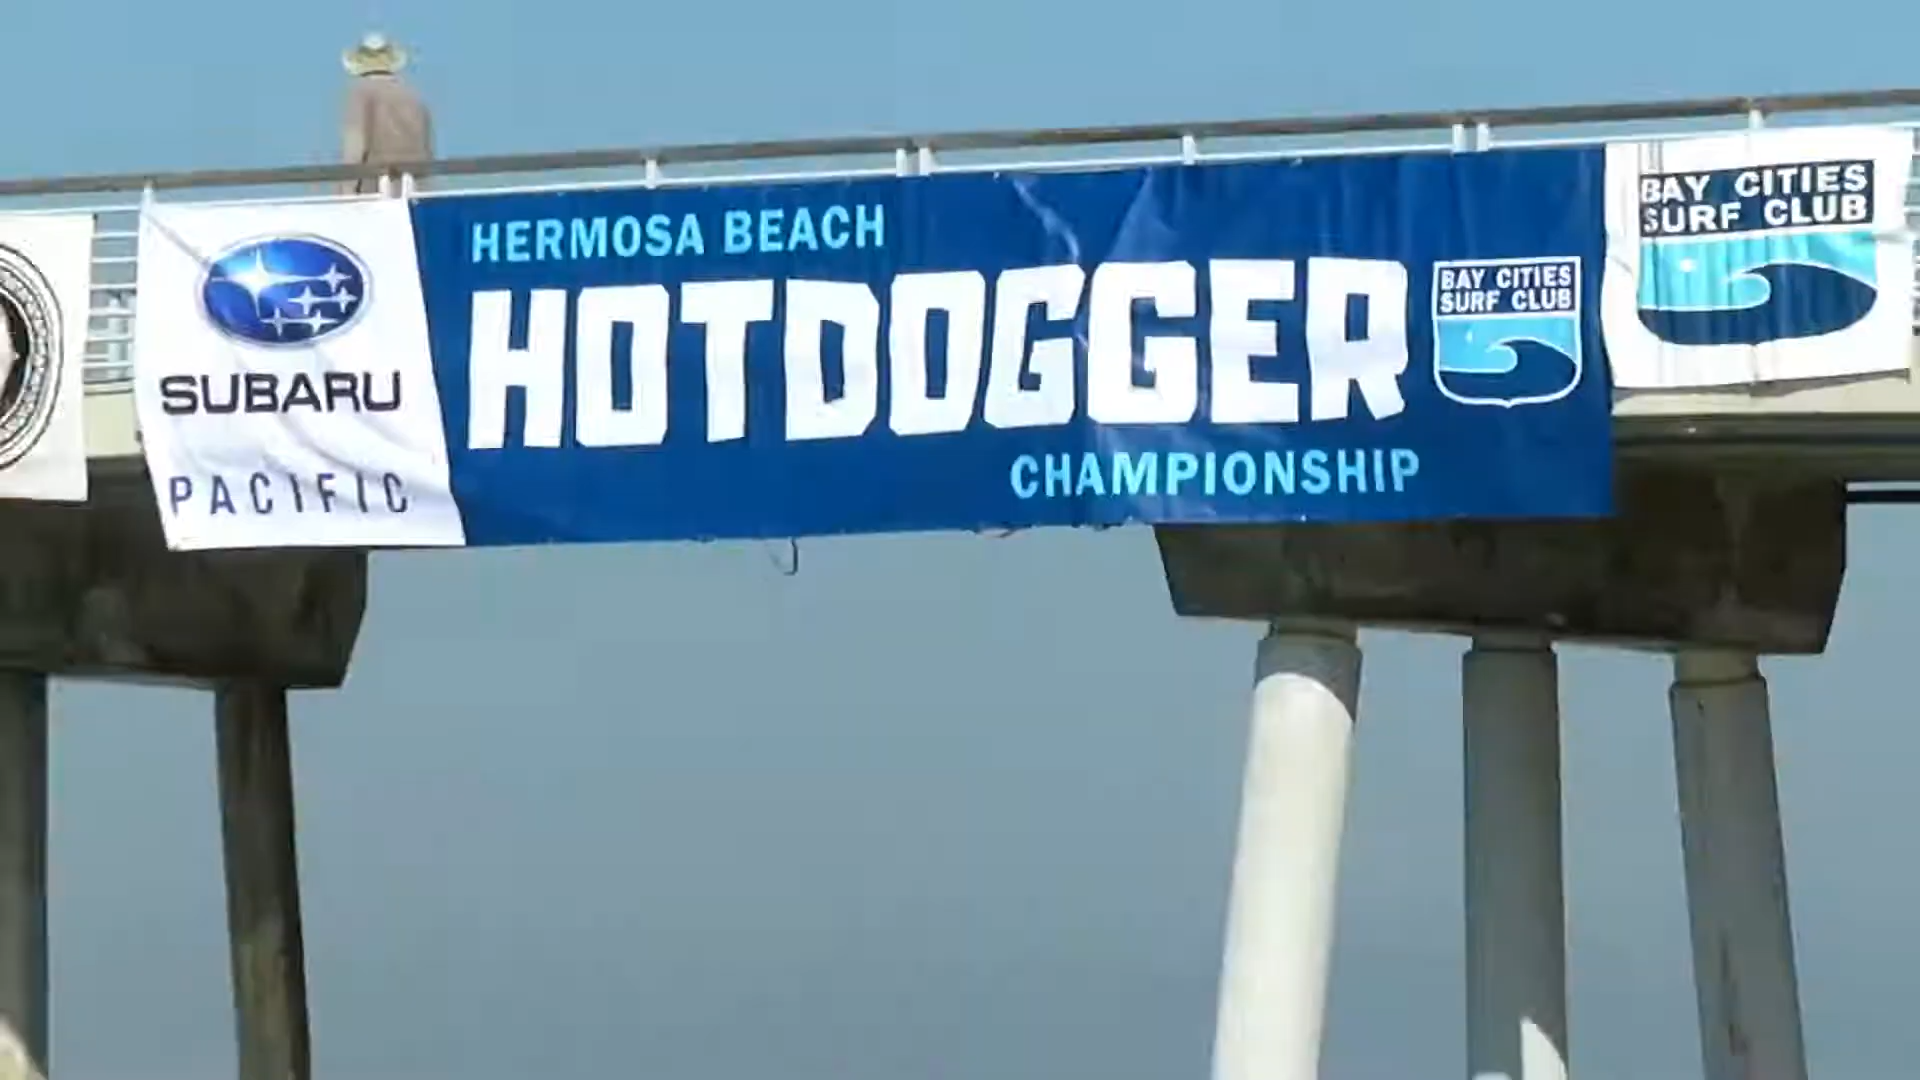 SUBARU
PACIFIC
HERMOSA BEACH
HOTDOGGER
CHAMPIONSHIP
BAY CITIES
SURF CLUB
BAY CITIES
SURF CLUB